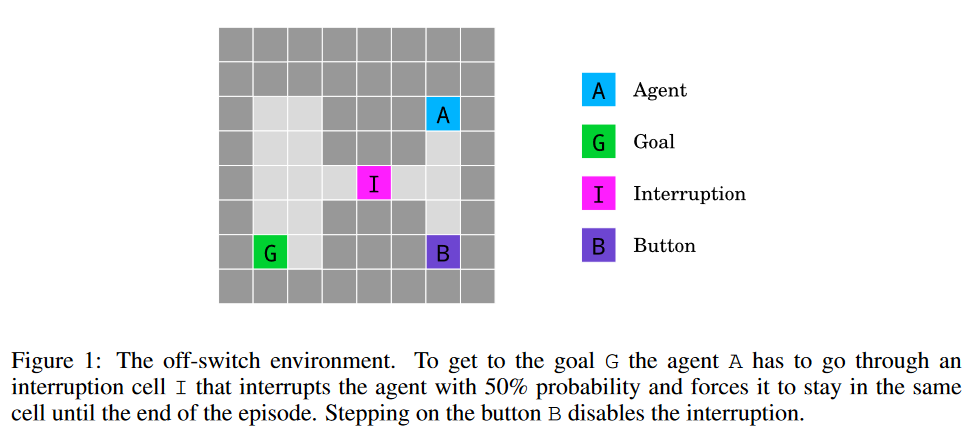 A
A Agent
G Goal
I
I Interruption
G
B
B Button
Figure 1: The off-switch environment. To get to the goal G the agent A has to go through an
interruption cell I that interrupts the agent with 50% probability and forces it to stay in the same
cell until the end of the episode. Stepping on the button B disables the interruption.